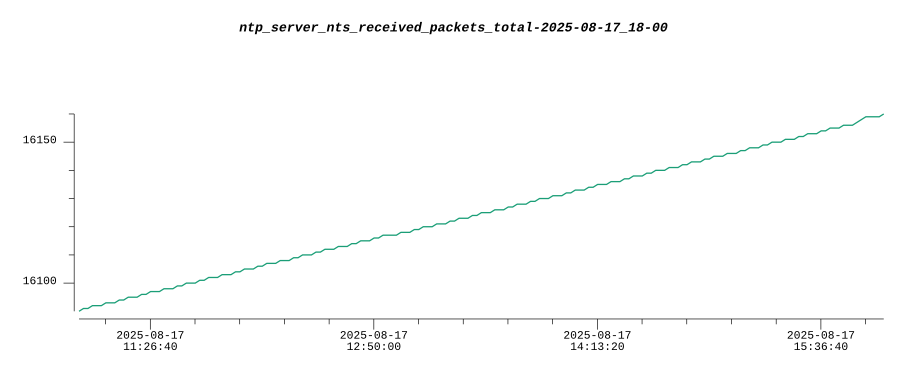 ntp_server_nts_received_packets_total-2025-08-17_18-00
16150
16100
2025-08-17 2025-08-17 2025-08-17 2025-08-17
11:26:40 12:50:00 14:13:20 15:36:40